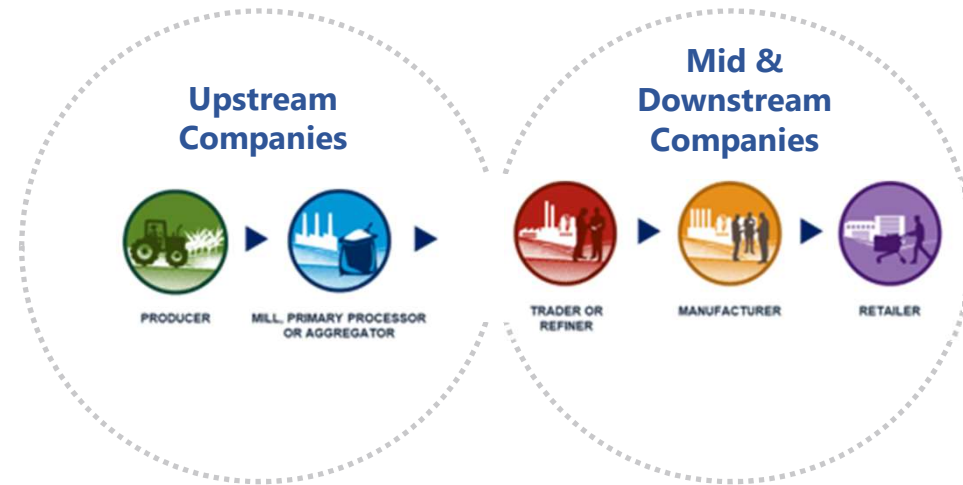 Upstream
Companies
Mid &
Downstream
Companies
PRODUCER
MILL, PRIMARY PROCESSOR
OR AGGREGATOR
TRADER OR
REFINER
MANUFACTURER
RETAILER